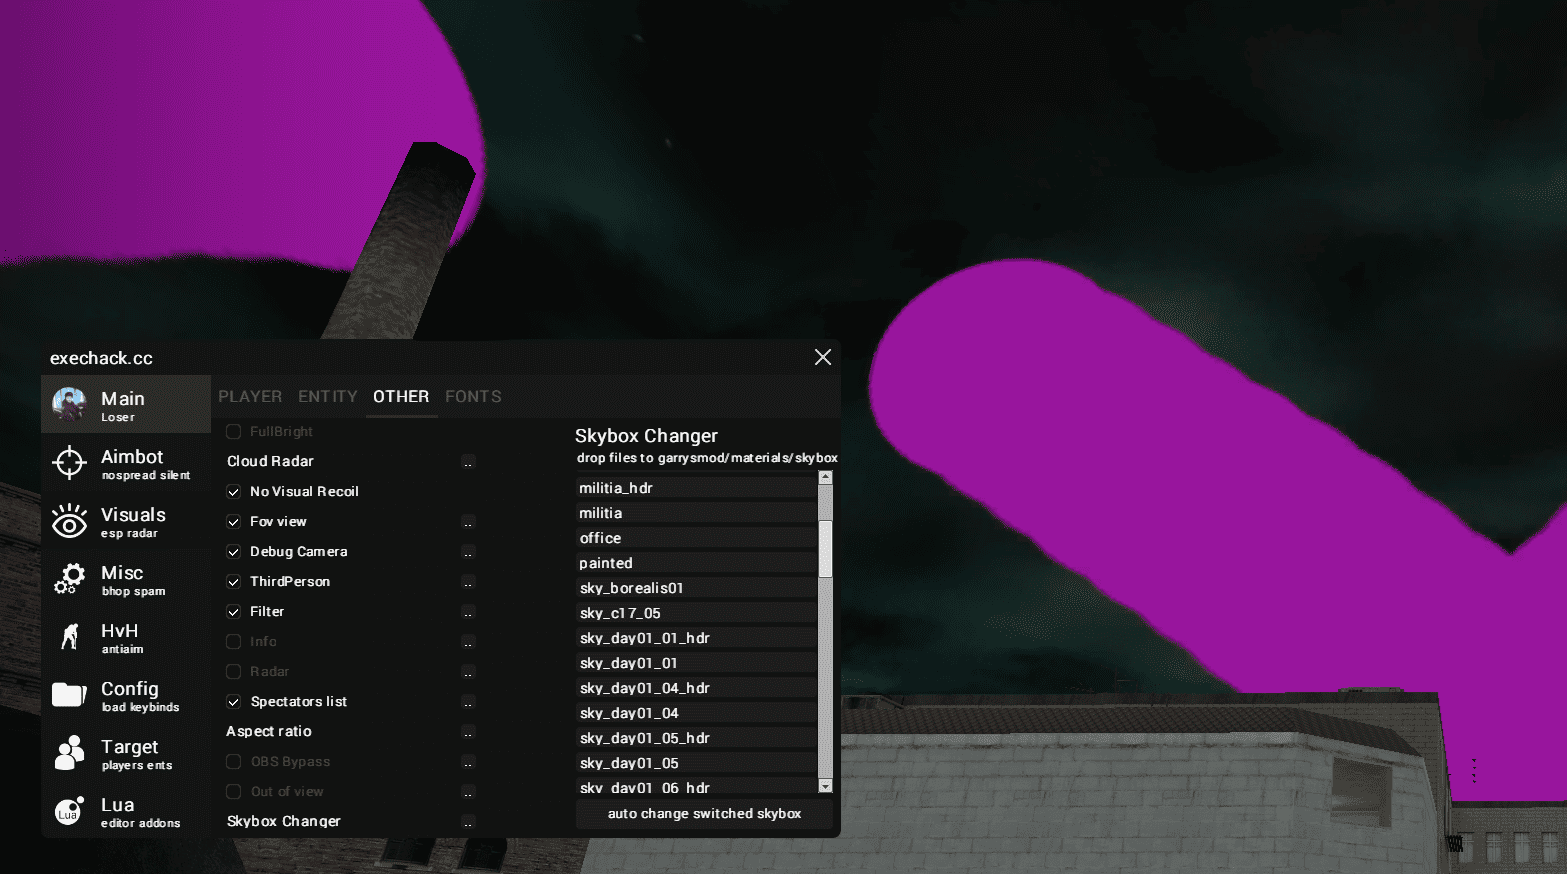 exechack.cc
Main
Loser
Aimbot
nospread silent
Visuals
esp radar
Misc
bhop spam
HvH
antiaim
Config
load keybinds
Target
players ents
Lua
Lua
editor addons
PLAYER ENTITY OTHER FONTS
FullBright
Cloud Radar ..
No Visual Recoil
Fov view ..
Debug Camera ..
ThirdPerson ..
Filter ..
Info ..
Radar ..
Spectators list ..
Aspect ratio ..
OBS Bypass ..
Out of view ..
Skybox Changer ..
Skybox Changer
drop files to garrysmod/materials/skybox
militia_hdr
militia
office
painted
sky_borealis01
sky_c17_05
sky_day01_01_hdr
sky_day01_01
sky_day01_04_hdr
sky_day01_04
sky_day01_05_hdr
sky_day01_05
sky_day01_06_hdr
auto change switched skybox